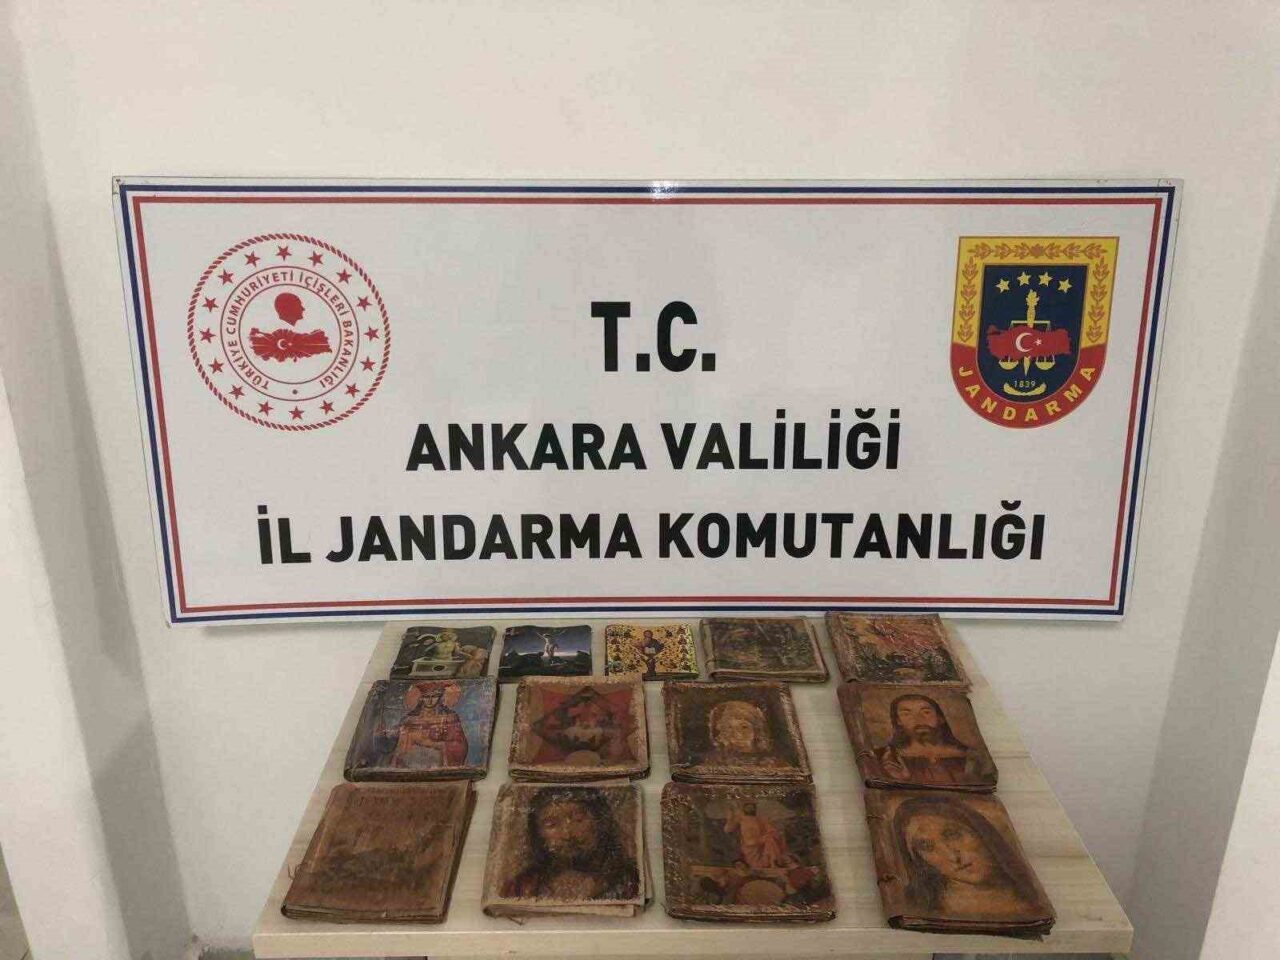 TÜRKİYE CUMHURİYETİ İÇİŞLERİ BAKANLIĞI
T.C.
ANKARA VALİLİĞİ
İL JANDARMA KOMUTANLIĞI
1839
JANDARMA